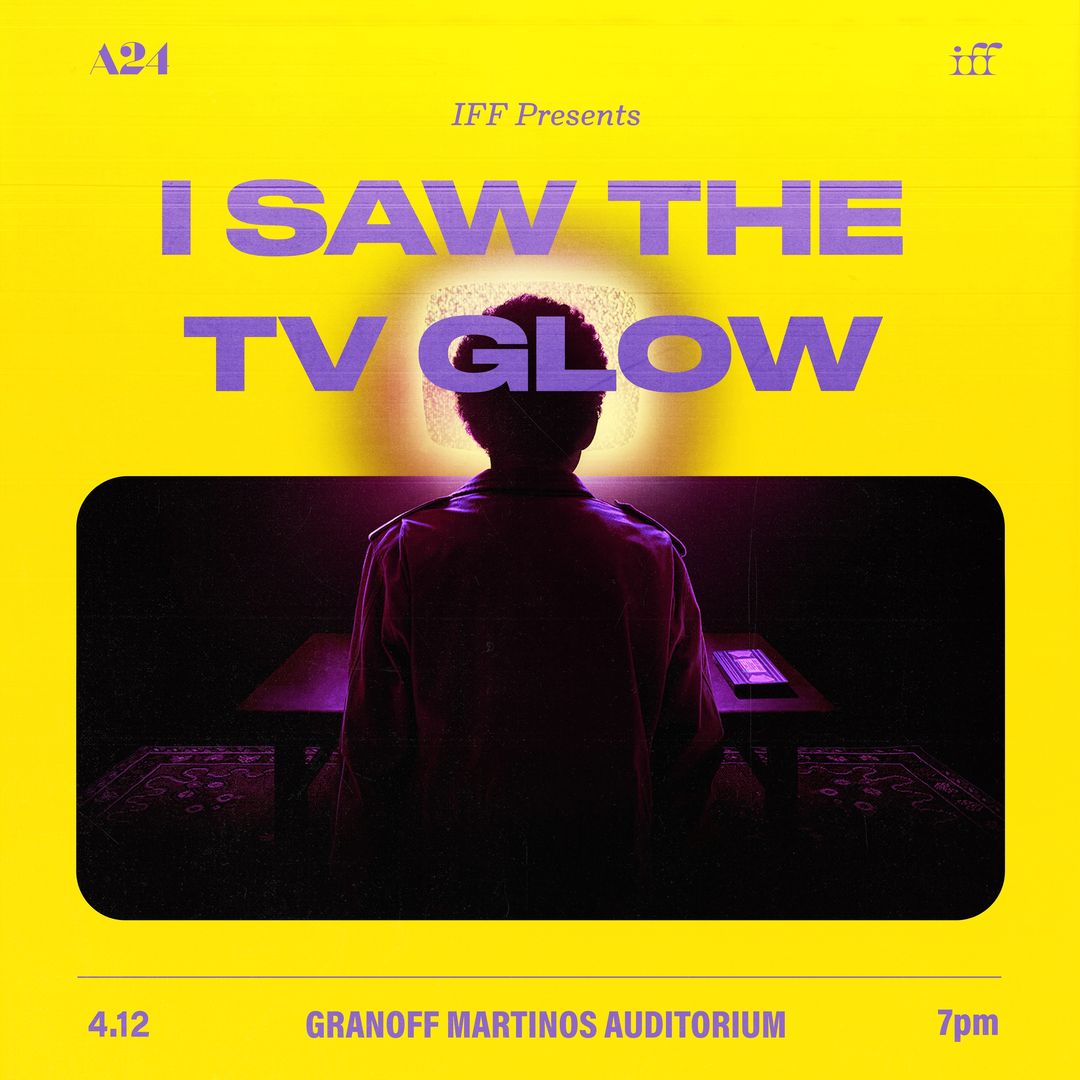 A24
iff
IFF Presents
I SAW THE
TV GLOW
4.12
GRANOFF MARTINOS AUDITORIUM
7pm